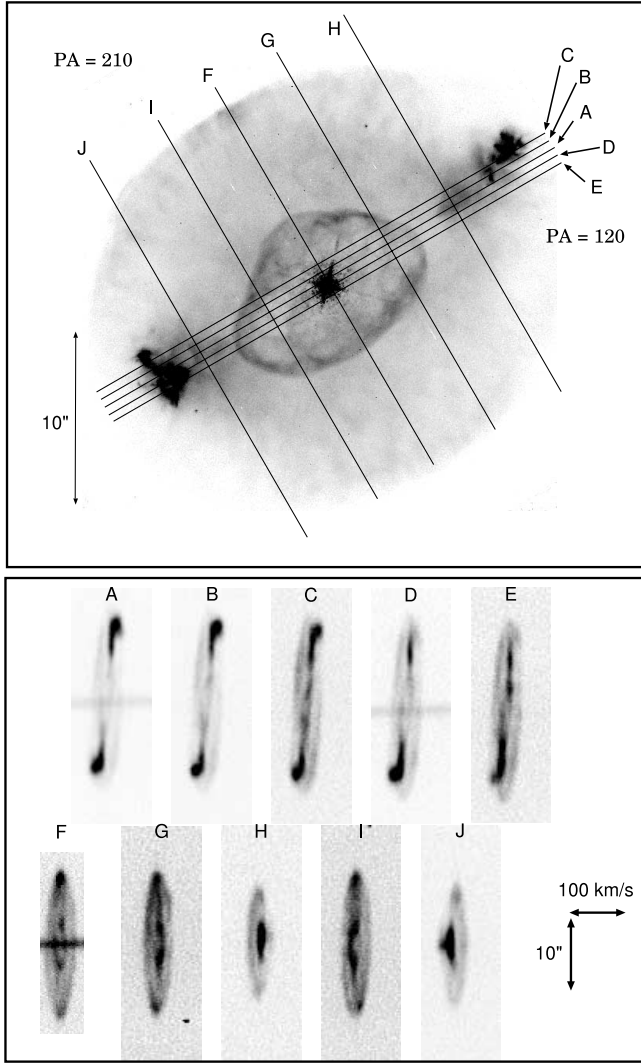 PA = 210
H
G
F
I
J
C
B
A
D
E
PA = 120
10"
A B C D E
F G H I J
100 km/s
10"